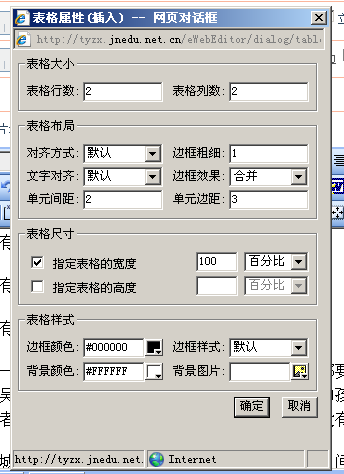 表格属性(插入) -- 网页对话框
http://tyzx.jnedu.net.cn/eWebEditor/dialog/table
表格大小
表格行数: 2 表格列数: 2
表格布局
对齐方式: 默认 边框粗细: 1
文字对齐: 默认 边框效果: 合并
单元间距: 2 单元边距: 3
表格尺寸
指定表格的宽度 100 百分比
指定表格的高度 百分比
表格样式
边框颜色: #000000 边框样式: 默认
背景颜色: #FFFFFF 背景图片:
确定 取消
http://tyzx.jnedu.net. Internet